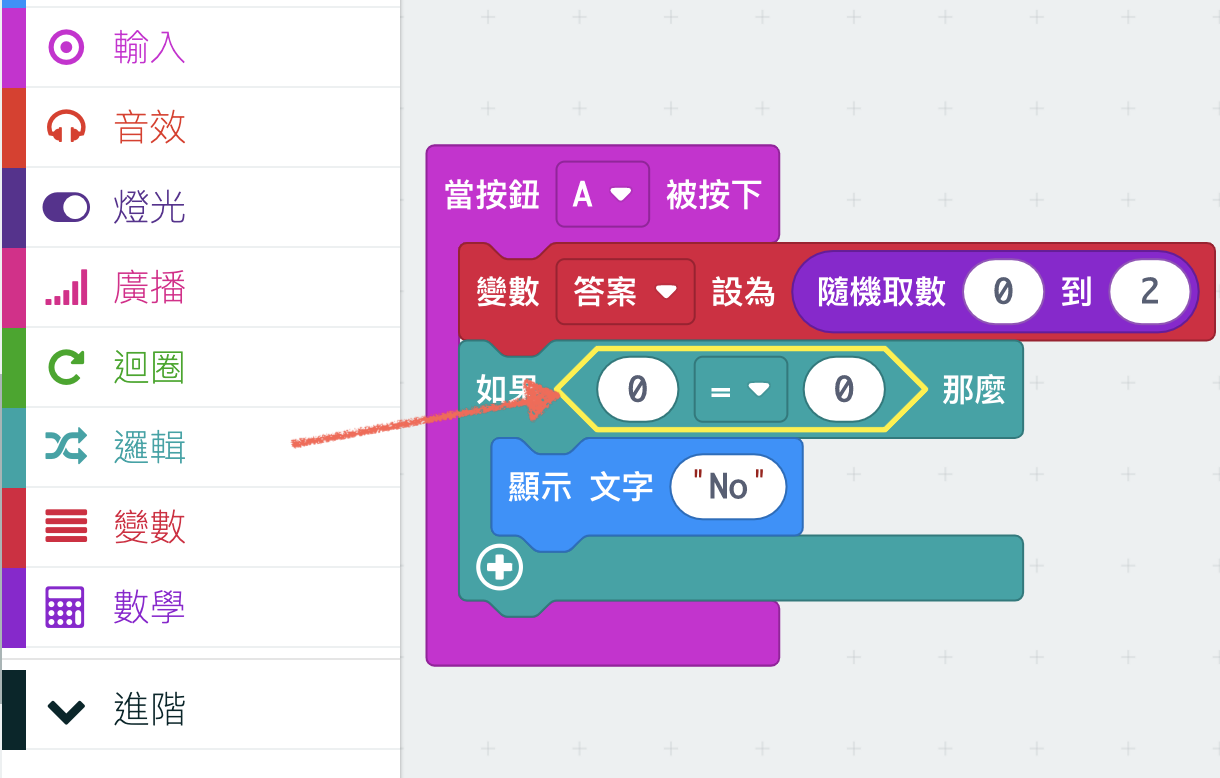 輸入
音效
燈光
廣播
迴圈
邏輯
變數
數學
進階
當按鈕 A 被按下
變數 答案 設為 隨機取數 0 到 2
如果 0 = 0 那麼
顯示 文字 "No"